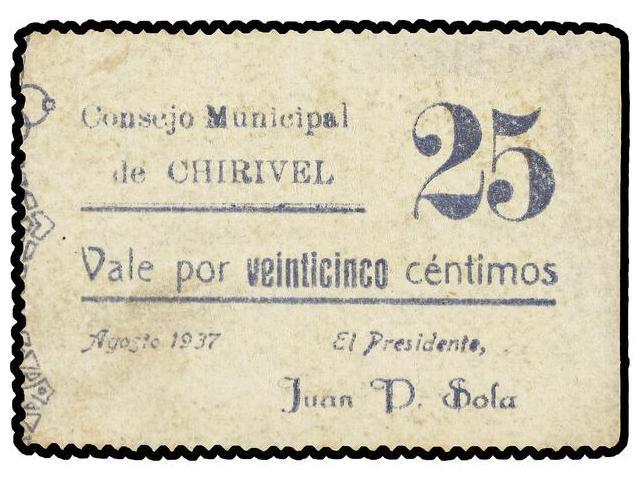 Consejo Municipal
de CHIRIVEL
25
Vale por veinticinco céntimos
Agosto 1937
El Presidente,
Juan D. Sola